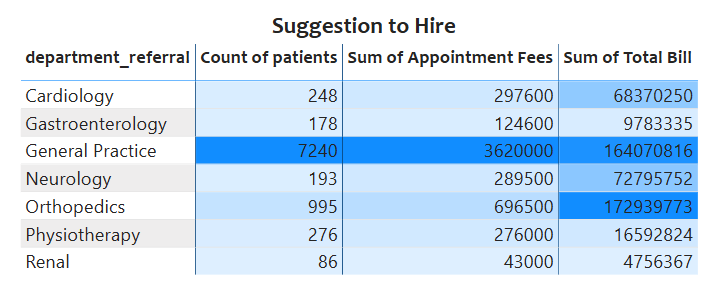 Suggestion to Hire
department_referral Count of patients Sum of Appointment Fees Sum of Total Bill
Cardiology 248 297600 68370250
Gastroenterology 178 124600 9783335
General Practice 7240 3620000 164070816
Neurology 193 289500 72795752
Orthopedics 995 696500 172939773
Physiotherapy 276 276000 16592824
Renal 86 43000 4756367